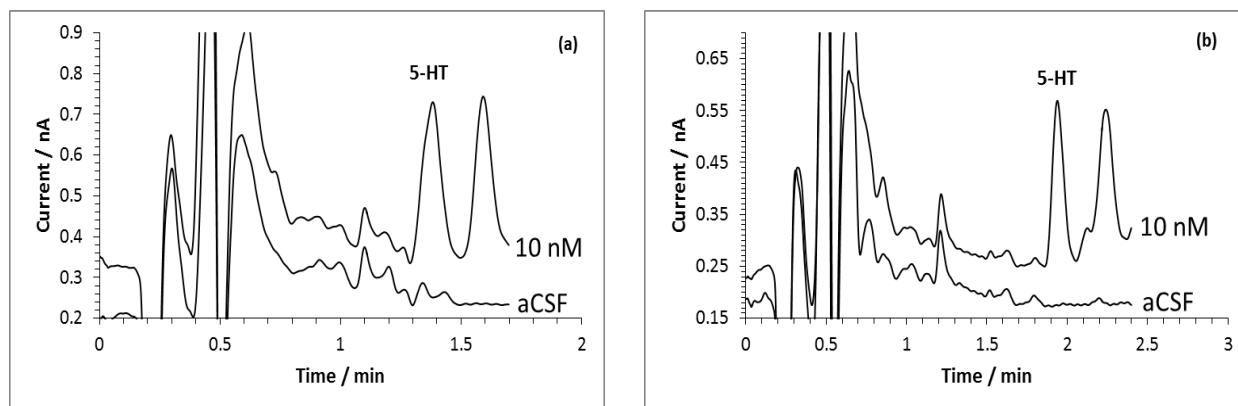 (a)
5-HT
0.9
0.8
0.7
0.6
0.5
0.4
0.3
0.2
Current / nA
10 nM
aCSF
0 0.5 1 1.5 2
Time / min
(b)
5-HT
0.65
0.55
0.45
0.35
0.25
0.15
Current / nA
10 nM
aCSF
0 0.5 1 1.5 2 2.5 3
Time / min